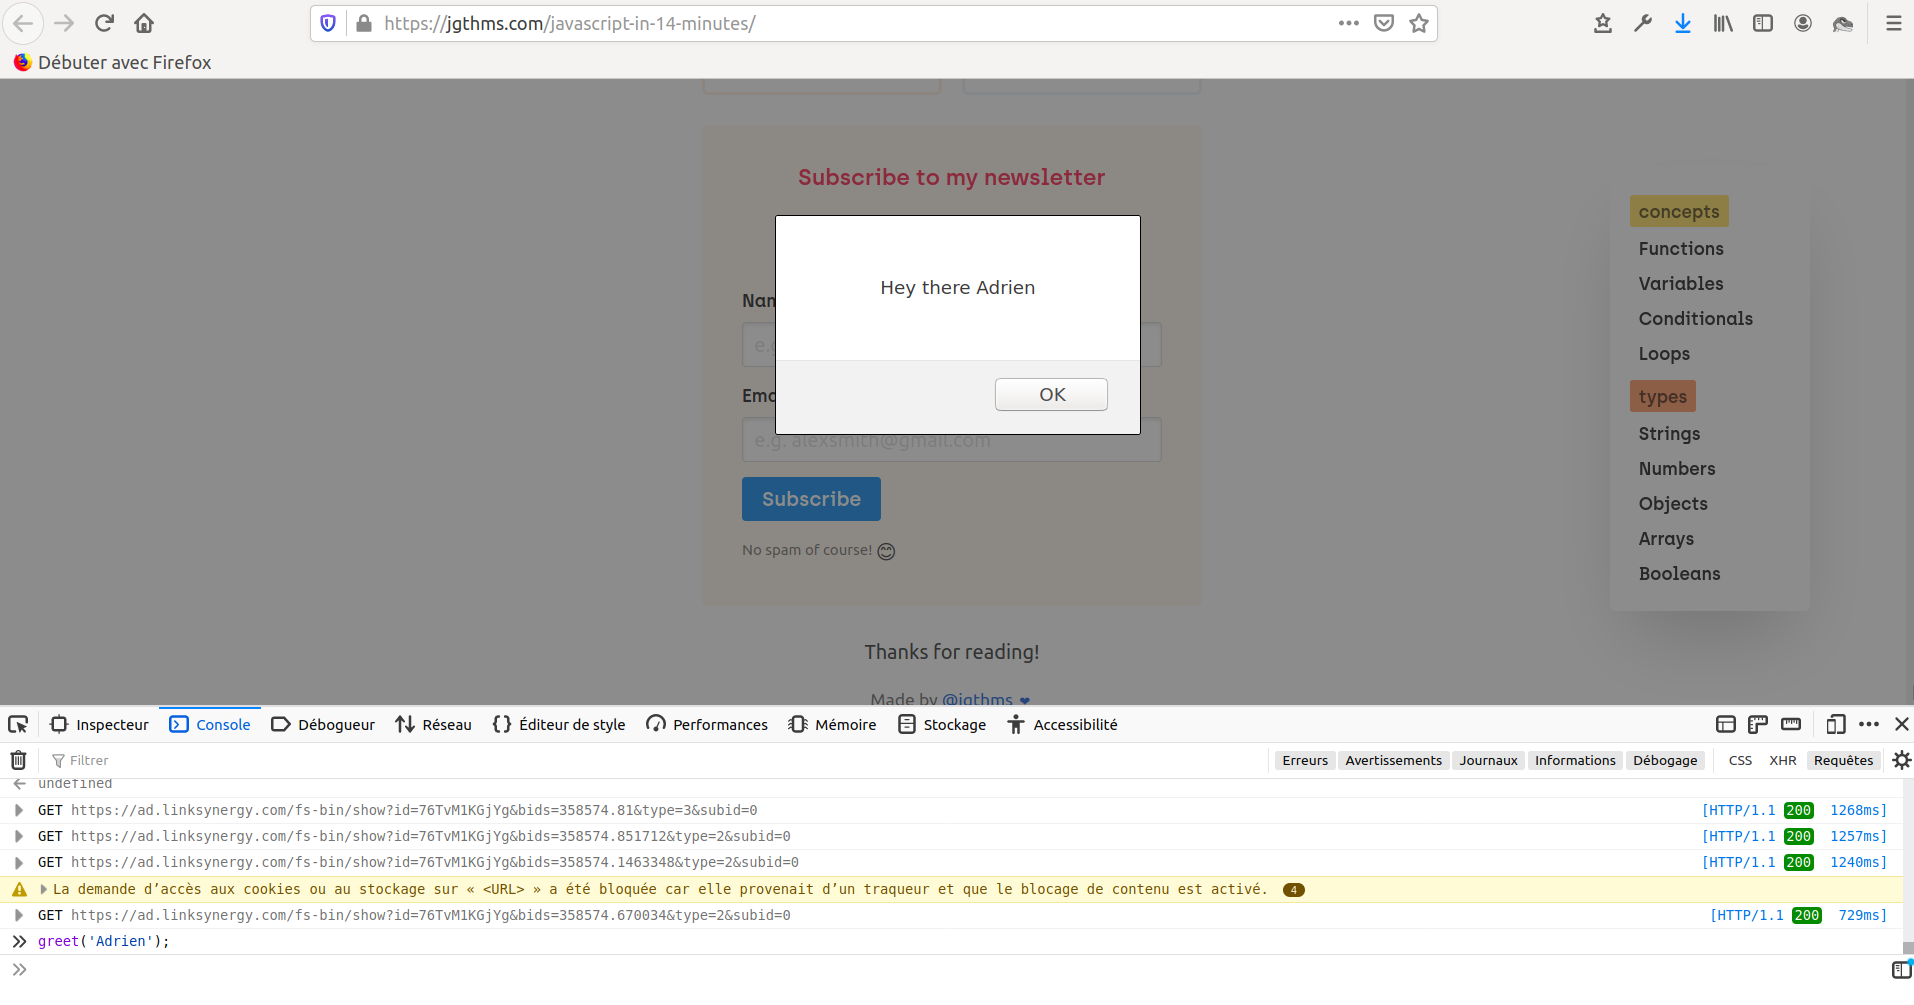 https://jgthms.com/javascript-in-14-minutes/
Débuter avec Firefox
Subscribe to my newsletter
Hey there Adrien
OK
Nam
e.g
Ema
e.g. alexsmith@gmail.com
Subscribe
No spam of course! 😊
Thanks for reading!
Made by @jgthms ❤
concepts
Functions
Variables
Conditionals
Loops
types
Strings
Numbers
Objects
Arrays
Booleans
Inspecteur Console Débogueur Réseau {} Éditeur de style Performances Mémoire Stockage Accessibilité
Filtrer Erreurs Avertissements Journaux Informations Débogage CSS XHR Requêtes
undefined
GET https://ad.linksynergy.com/fs-bin/show?id=76TvM1KGjYg&bids=358574.81&type=3&subid=0 [HTTP/1.1 200 1268ms]
GET https://ad.linksynergy.com/fs-bin/show?id=76TvM1KGjYg&bids=358574.851712&type=2&subid=0 [HTTP/1.1 200 1257ms]
GET https://ad.linksynergy.com/fs-bin/show?id=76TvM1KGjYg&bids=358574.1463348&type=2&subid=0 [HTTP/1.1 200 1240ms]
La demande d’accès aux cookies ou au stockage sur « <URL> » a été bloquée car elle provenait d’un traqueur et que le blocage de contenu est activé. 4
GET https://ad.linksynergy.com/fs-bin/show?id=76TvM1KGjYg&bids=358574.670034&type=2&subid=0 [HTTP/1.1 200 729ms]
greet('Adrien');